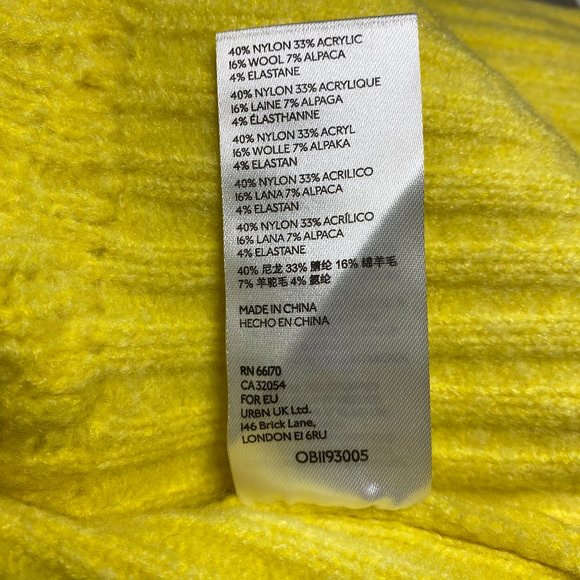 40% NYLON 33% ACRYLIC
16% WOOL 7% ALPACA
4% ELASTANE
40% NYLON 33% ACRYLIQUE
16% LAINE 7% ALPAGA
4% ÉLASTHANNE
40% NYLON 33% ACRYL
16% WOLLE 7% ALPAKA
4% ELASTAN
40% NYLON 33% ACRILICO
16% LANA 7% ALPACA
4% ELASTAN
40% NYLON 33% ACRÍLICO
16% LANA 7% ALPACA
4% ELASTANE
40% 尼龙 33% 腈纶 16% 绵羊毛
7% 羊驼毛 4% 氨纶
MADE IN CHINA
HECHO EN CHINA
RN 66170
CA 32054
FOR EU
URBN UK Ltd.
146 Brick Lane,
LONDON E1 6RU
OB1193005